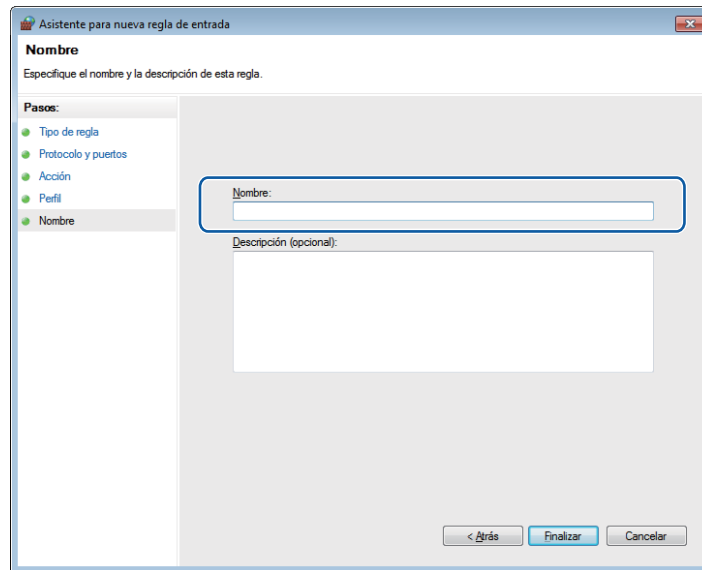 Asistente para nueva regla de entrada
Nombre
Especifique el nombre y la descripción de esta regla.
Pasos:
Tipo de regla
Protocolo y puertos
Acción
Perfil
Nombre
Nombre:
Descripción (opcional):
< Atrás
Finalizar
Cancelar